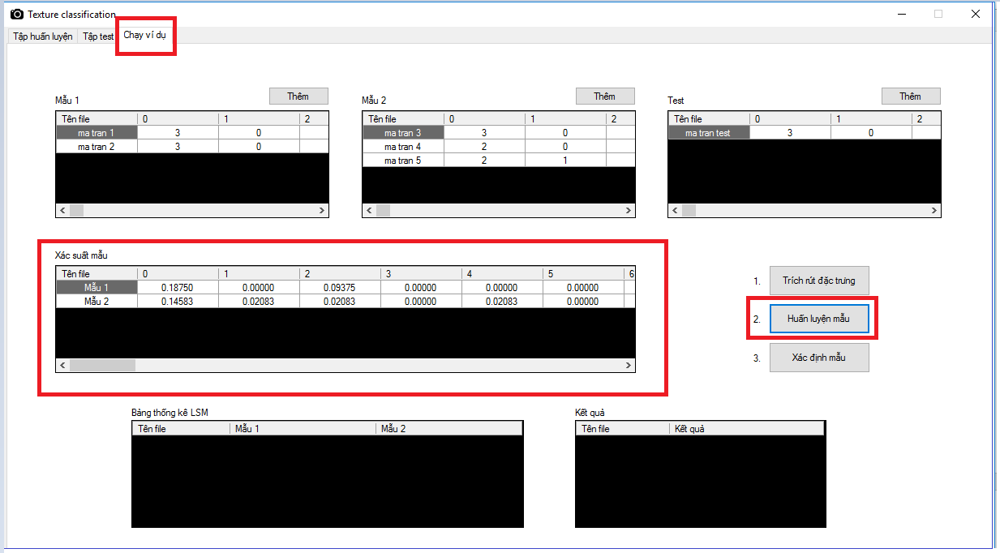 Texture classification
Tập huấn luyện Tập test Chạy ví dụ
Mẫu 1 Thêm
Tên file 0 1 2
ma tran 1 3 0
ma tran 2 3 0
Mẫu 2 Thêm
Tên file 0 1 2
ma tran 3 3 0
ma tran 4 2 0
ma tran 5 2 1
Test Thêm
Tên file 0 1 2
ma tran test 3 0
Xác suất mẫu
Tên file 0 1 2 3 4 5 6
Mẫu 1 0.18750 0.00000 0.09375 0.00000 0.00000 0.00000
Mẫu 2 0.14583 0.02083 0.02083 0.00000 0.02083 0.00000
1. Trích rút đặc trưng
2. Huấn luyện mẫu
3. Xác định mẫu
Bảng thống kê LSM
Tên file Mẫu 1 Mẫu 2
Kết quả
Tên file Kết quả